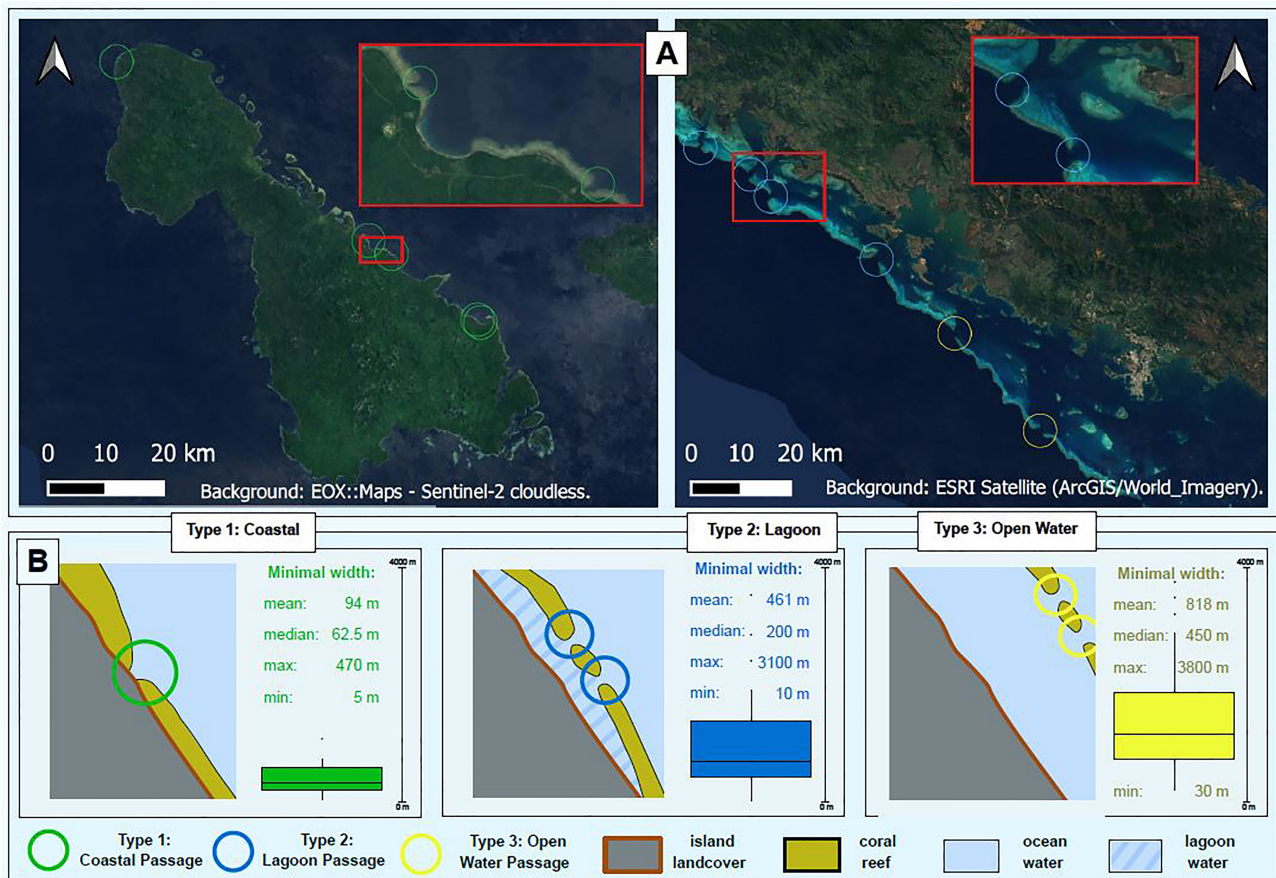 A
0 10 20 km
Background: EOX::Maps - Sentinel-2 cloudless.
0 10 20 km
Background: ESRI Satellite (ArcGIS/World_Imagery).
B
Type 1: Coastal
Minimal width:
mean: 94 m
median: 62.5 m
max: 470 m
min: 5 m
4000 m
0 m
Type 2: Lagoon
Minimal width:
mean: 461 m
median: 200 m
max: 3100 m
min: 10 m
4000 m
0 m
Type 3: Open Water
Minimal width:
mean: 818 m
median: 450 m
max: 3800 m
min: 30 m
4000 m
0 m
Type 1:
Coastal Passage
Type 2:
Lagoon Passage
Type 3: Open
Water Passage
island
landcover
coral
reef
ocean
water
lagoon
water